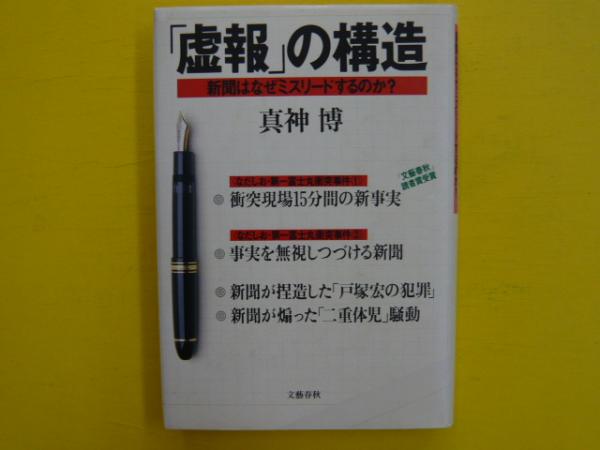 「虚報」の構造
新聞はなぜミスリードするのか?
真神 博
なだしお・第一富士丸衝突事件①
◎ 衝突現場15分間の新事実
「文藝春秋」
読者賞受賞
なだしお・第一富士丸衝突事件②
◎ 事実を無視しつづける新聞
◎ 新聞が捏造した「戸塚宏の犯罪」
◎ 新聞が煽った「二重体児」騒動
文藝春秋